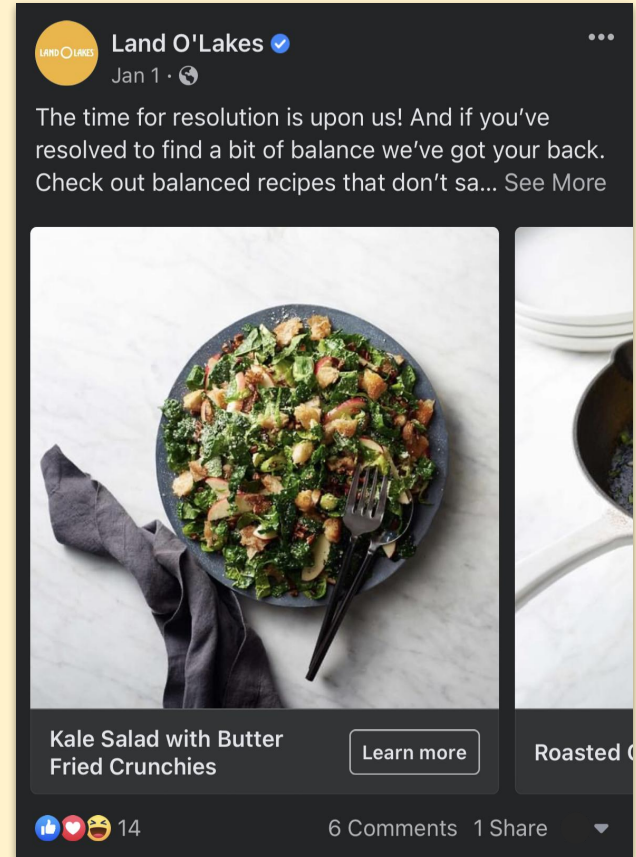 LAND O LAKES
Land O'Lakes
Jan 1 ·
The time for resolution is upon us! And if you’ve
resolved to find a bit of balance we’ve got your back.
Check out balanced recipes that don’t sa... See More
Kale Salad with Butter
Fried Crunchies
Learn more
Roasted
14
6 Comments 1 Share